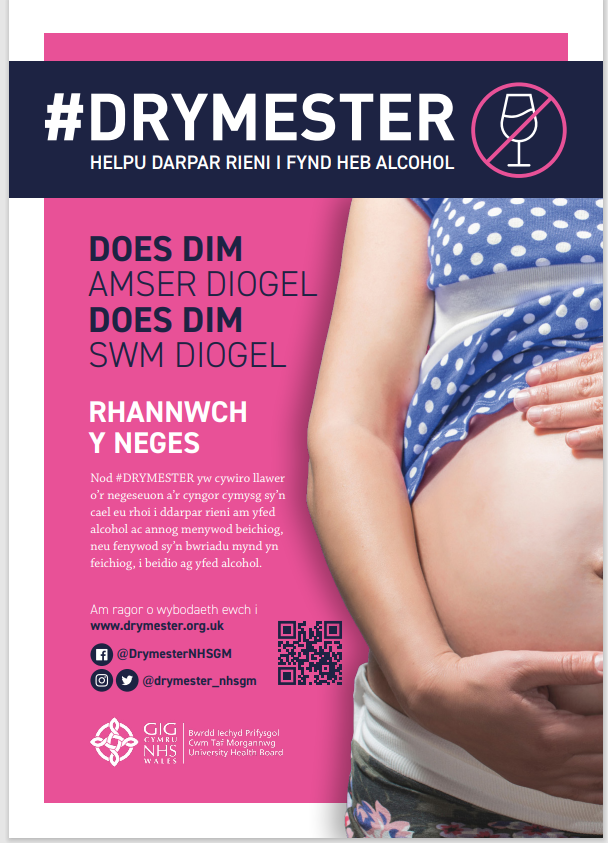 #DRYMESTER
HELPU DARPAR RIENI I FYND HEB ALCOHOL
DOES DIM
AMSER DIOGEL
DOES DIM
SWM DIOGEL
RHANNWCH
Y NEGES
Nod #DRYMESTER yw cywiro llawer
o'r negeseuon a'r cyngor cymysg sy'n
cael eu rhoi i ddarpar rieni am yfed
alcohol ac annog menywod beichiog,
neu fenywod sy'n bwriadu mynd yn
feichiog, i beidio ag yfed alcohol.
Am ragor o wybodaeth ewch i
www.drymester.org.uk
@DrymesterNHSGM
@drymester_nhsgm
GIG
CYMRU
NHS
WALES
Bwrdd Iechyd Prifysgol
Cwm Taf Morgannwg
University Health Board